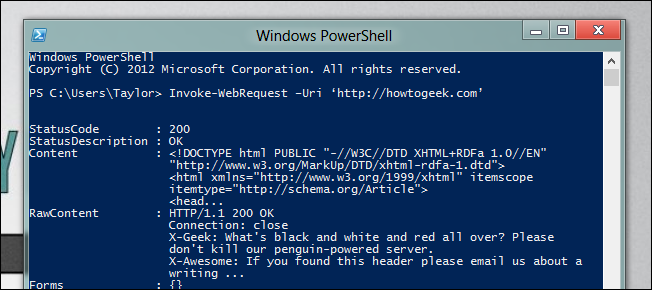 Windows PowerShell
Windows PowerShell
Copyright (C) 2012 Microsoft Corporation. All rights reserved.
PS C:\Users\Taylor> Invoke-WebRequest -Uri ‘http://howtogeek.com’
StatusCode : 200
StatusDescription : OK
Content : <!DOCTYPE html PUBLIC "-//W3C//DTD XHTML+RDFa 1.0//EN"
"http://www.w3.org/MarkUp/DTD/xhtml-rdfa-1.dtd">
<html xmlns="http://www.w3.org/1999/xhtml" itemscope
itemtype="http://schema.org/Article">
<head...
RawContent : HTTP/1.1 200 OK
Connection: close
X-Geek: What's black and white and red all over? Please
don't kill our penguin-powered server.
X-Awesome: If you found this header please email us about a
writing ...
Forms : {}